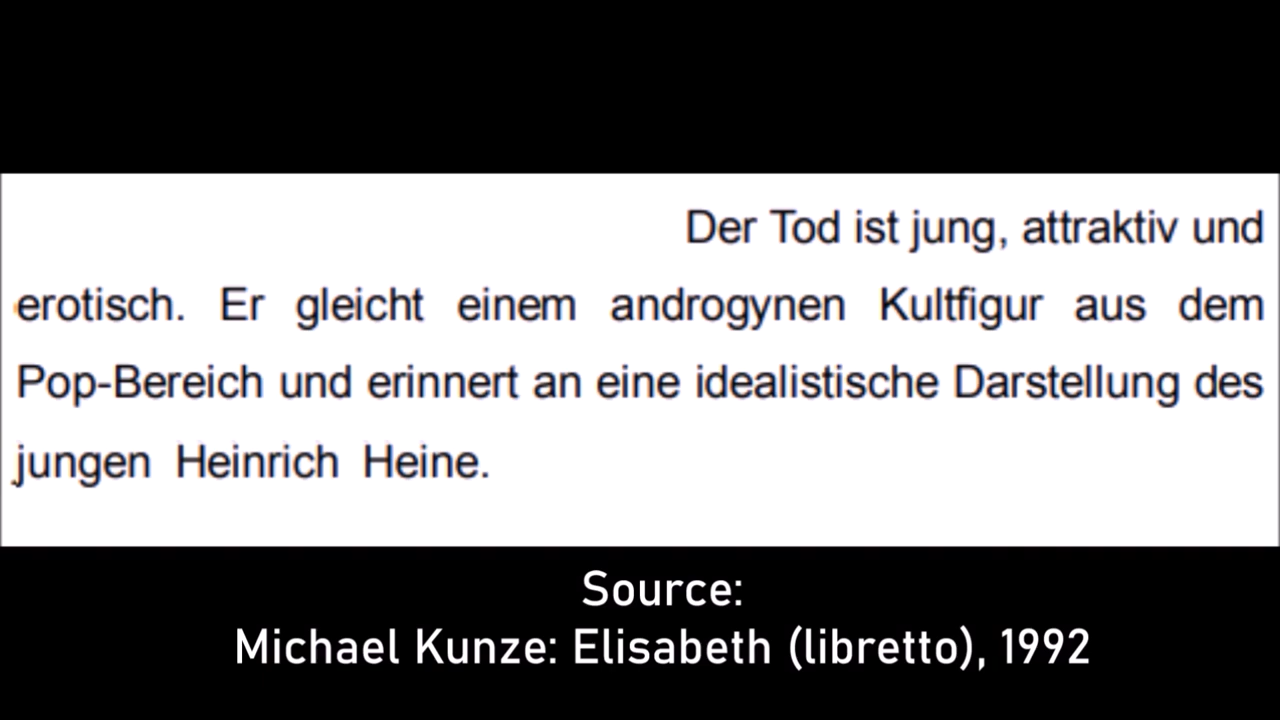 Der Tod ist jung, attraktiv und
erotisch. Er gleicht einem androgynen Kultfigur aus dem
Pop-Bereich und erinnert an eine idealistische Darstellung des
jungen Heinrich Heine.
Source:
Michael Kunze: Elisabeth (libretto), 1992